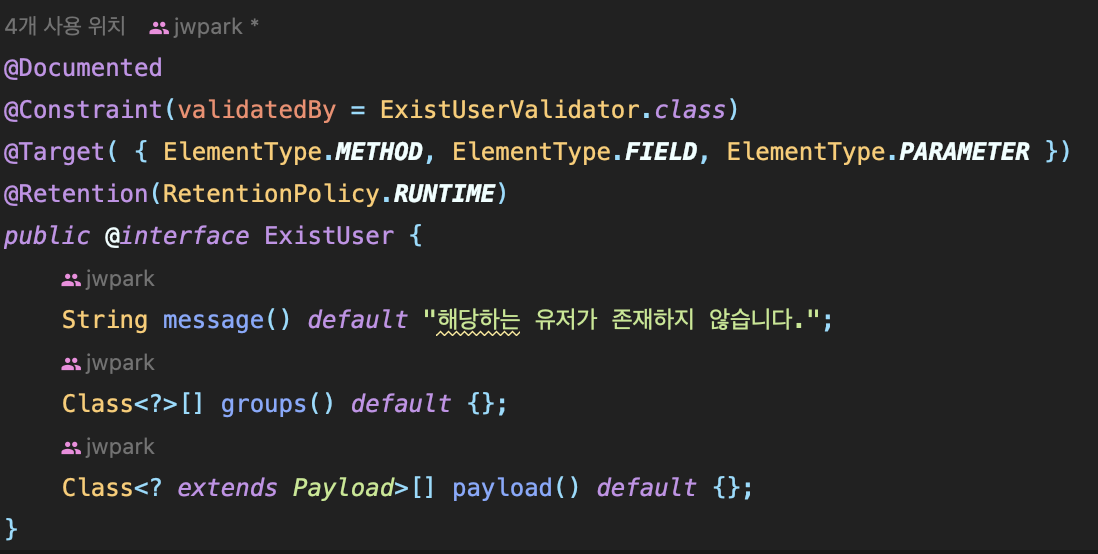 4개 사용 위치 jwpark *
@Documented
@Constraint(validatedBy = ExistUserValidator.class)
@Target( { ElementType.METHOD, ElementType.FIELD, ElementType.PARAMETER })
@Retention(RetentionPolicy.RUNTIME)
public @interface ExistUser {
jwpark
String message() default "해당하는 유저가 존재하지 않습니다.";
jwpark
Class<?>[] groups() default {};
jwpark
Class<? extends Payload>[] payload() default {};
}